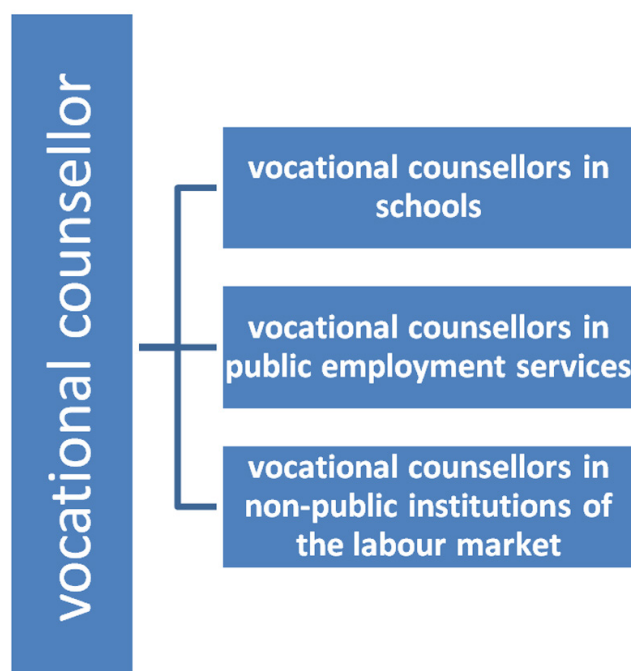 vocational counsellor
vocational counsellors in
schools
vocational counsellors in
public employment services
vocational counsellors in
non-public institutions of
the labour market